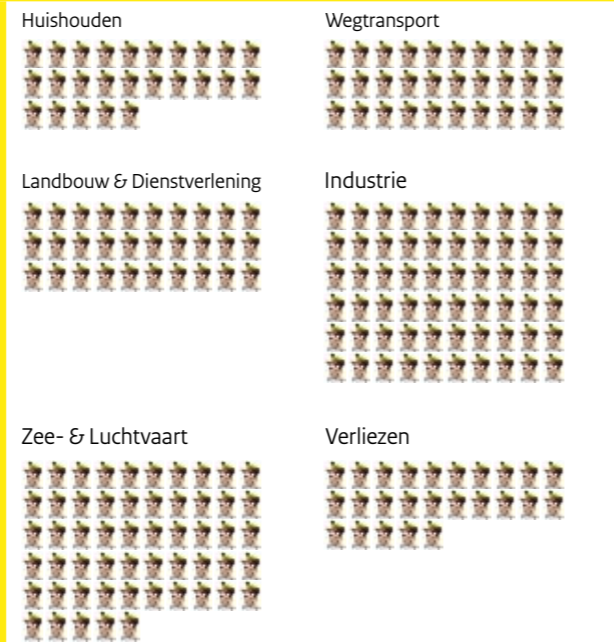 Huishouden
Wegtransport
Landbouw & Dienstverlening
Industrie
Zee- & Luchtvaart
Verliezen